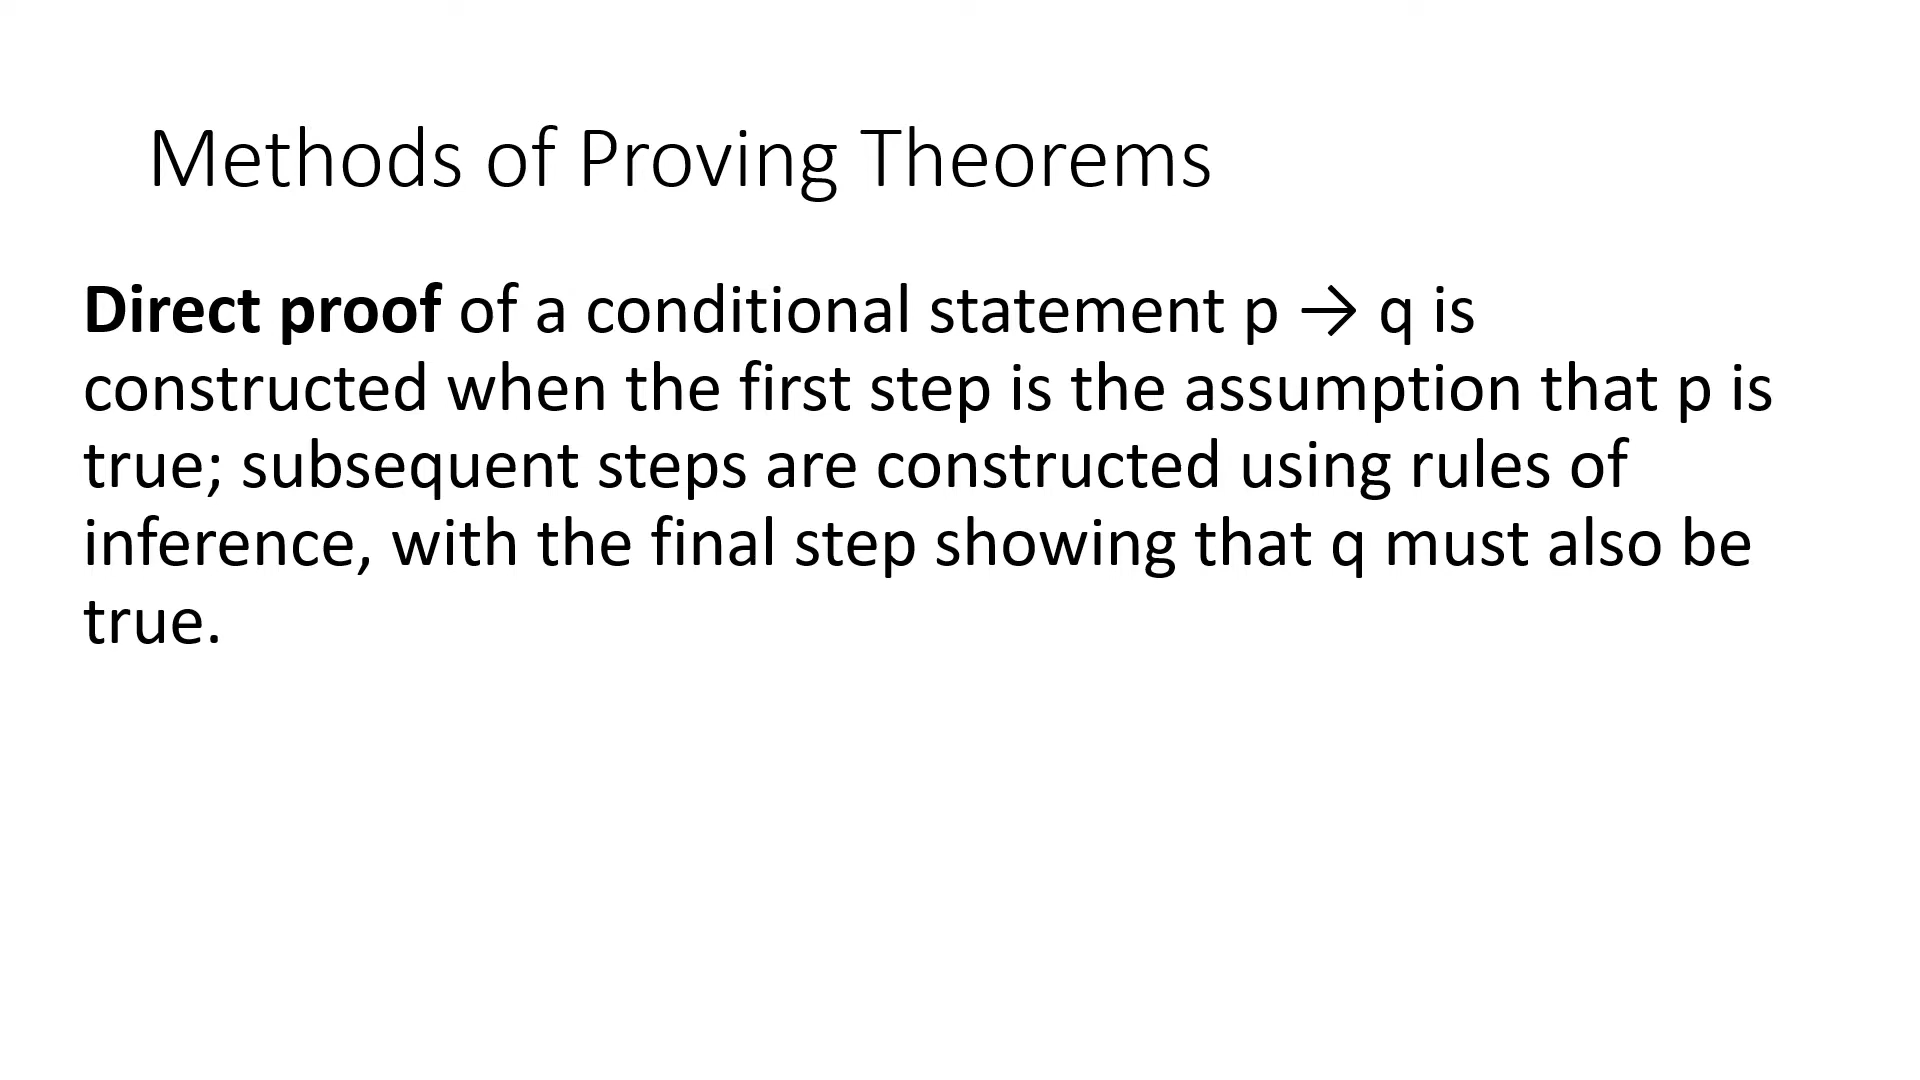 Methods of Proving Theorems
Direct proof of a conditional statement p → q is
constructed when the first step is the assumption that p is
true; subsequent steps are constructed using rules of
inference, with the final step showing that q must also be
true.